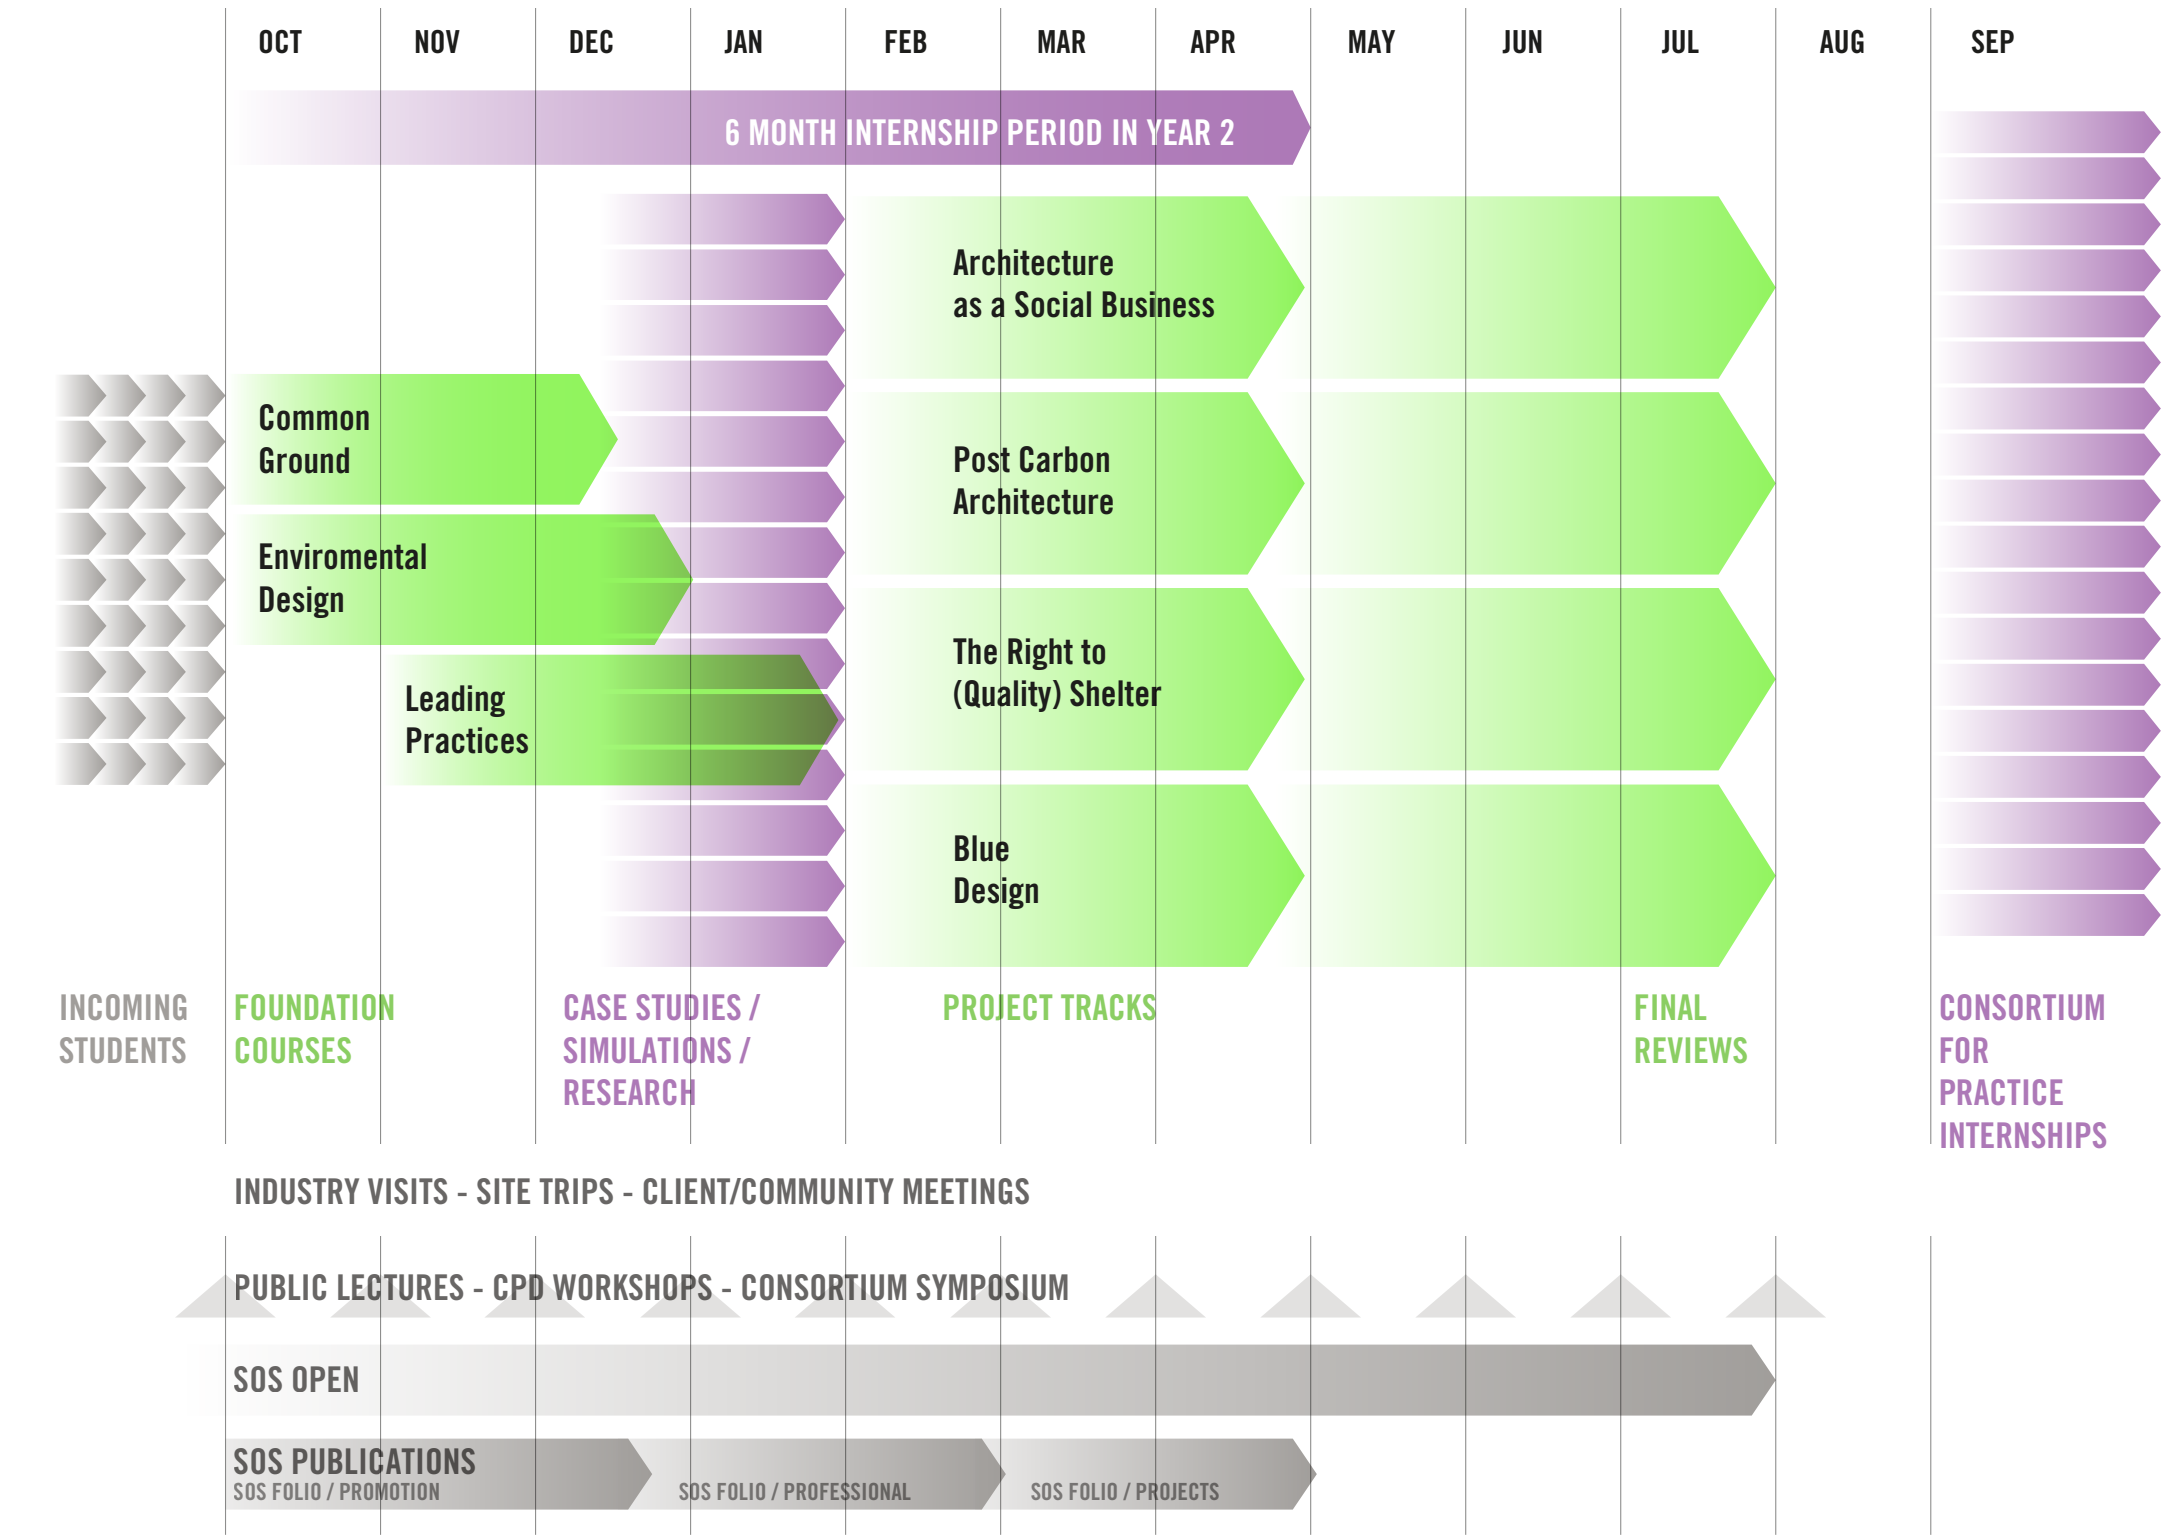 OCT NOV DEC JAN FEB MAR APR MAY JUN JUL AUG SEP
6 MONTH INTERNSHIP PERIOD IN YEAR 2
Common
Ground
Enviromental
Design
Leading
Practices
Architecture
as a Social Business
Post Carbon
Architecture
The Right to
(Quality) Shelter
Blue
Design
INCOMING
STUDENTS
FOUNDATION
COURSES
CASE STUDIES /
SIMULATIONS /
RESEARCH
PROJECT TRACKS
FINAL
REVIEWS
CONSORTIUM
FOR
PRACTICE
INTERNSHIPS
INDUSTRY VISITS - SITE TRIPS - CLIENT/COMMUNITY MEETINGS
PUBLIC LECTURES - CPD WORKSHOPS - CONSORTIUM SYMPOSIUM
SOS OPEN
SOS PUBLICATIONS
SOS FOLIO / PROMOTION
SOS FOLIO / PROFESSIONAL
SOS FOLIO / PROJECTS